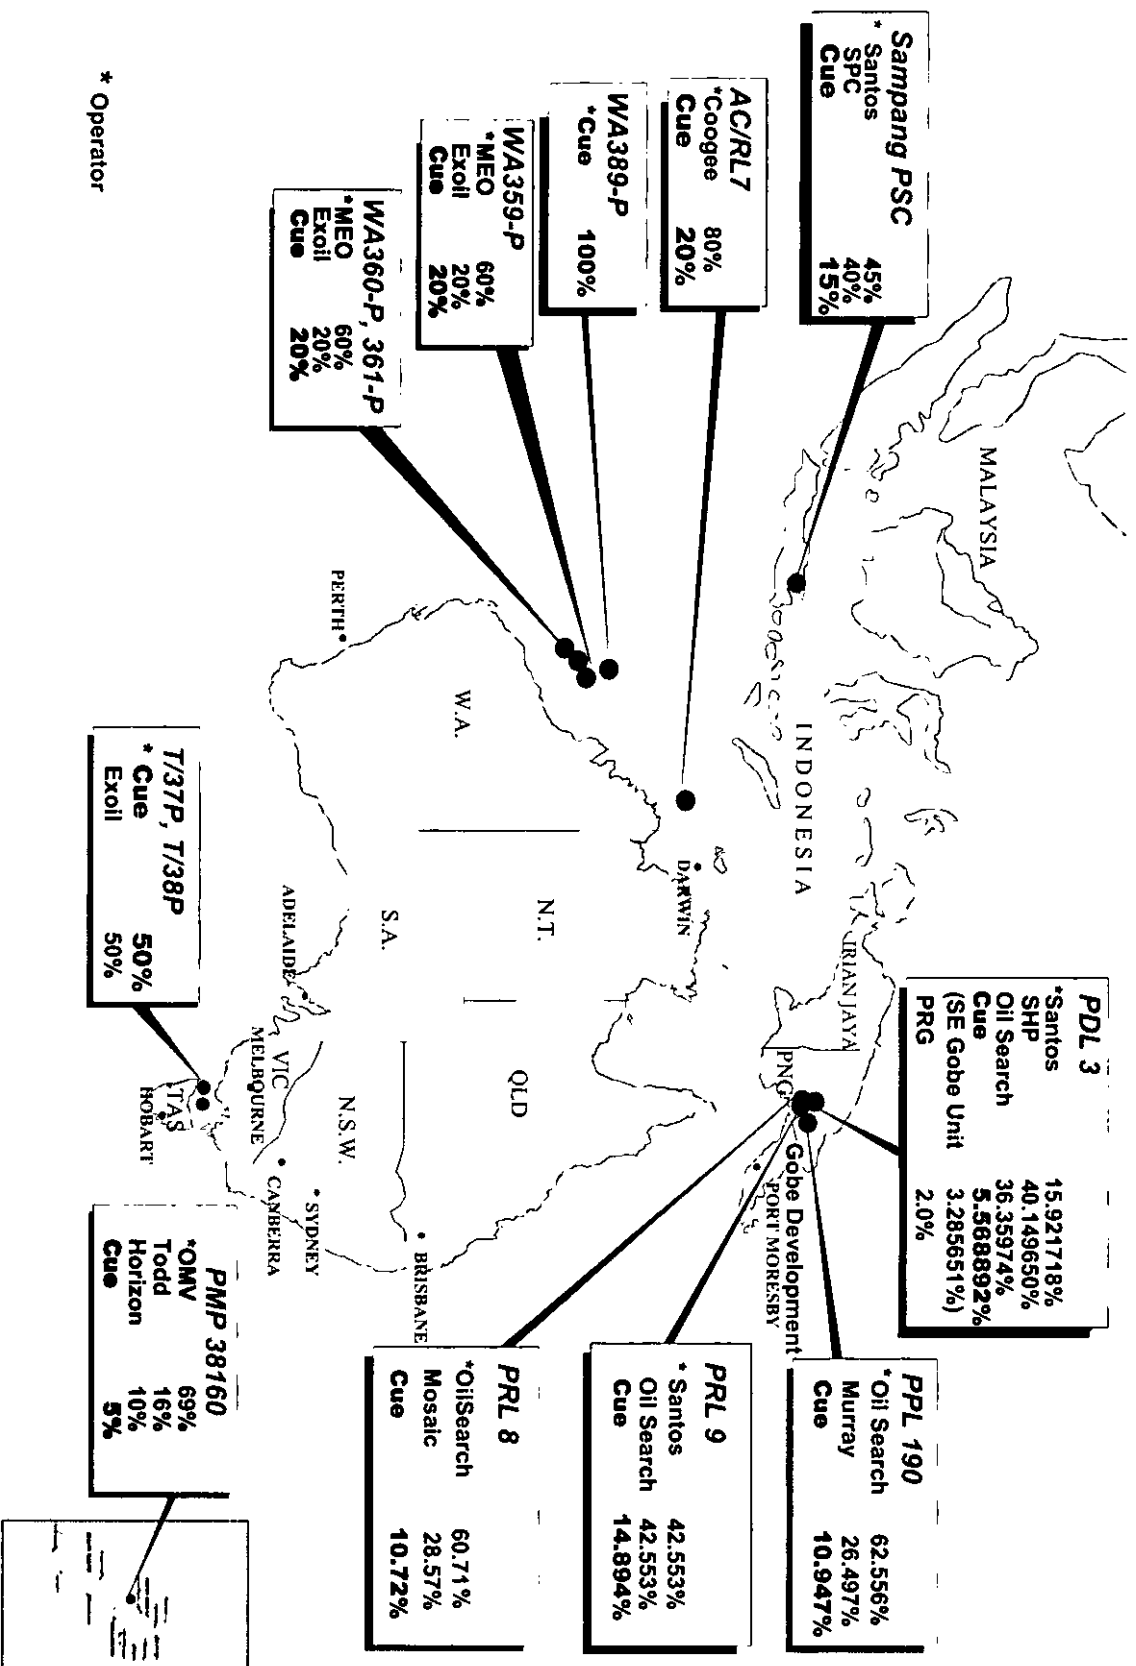 Sampang PSC
* Santos 45%
SPC 40%
Cue 15%
AC/RL7
*Coogee 80%
Cue 20%
WA389-P
*Cue 100%
WA359-P
*MEO 60%
Exoil 20%
Cue 20%
WA360-P, 361-P
*MEO 60%
Exoil 20%
Cue 20%
* Operator
MALAYSIA
INDONESIA
IRIAN JAYA
PNG
Gobe Development
PORT MORESBY
DARWIN
W.A.
N.T.
QLD
S.A.
N.S.W.
VIC
TAS
PERTH
ADELAIDE
MELBOURNE
HOBART
CANBERRA
SYDNEY
BRISBANE
PDL 3
*Santos 15.921718%
SHP 40.149650%
Oil Search 36.35974%
Cue 5.568892%
(SE Gobe Unit 3.285651%)
PRG 2.0%
PPL 190
*Oil Search 62.556%
Murray 26.497%
Cue 10.947%
PRL 9
* Santos 42.553%
Oil Search 42.553%
Cue 14.894%
PRL 8
*OilSearch 60.71%
Mosaic 28.57%
Cue 10.72%
T/37P, T/38P
* Cue 50%
Exoil 50%
PMP 38160
*OMV 69%
Todd 16%
Horizon 10%
Cue 5%